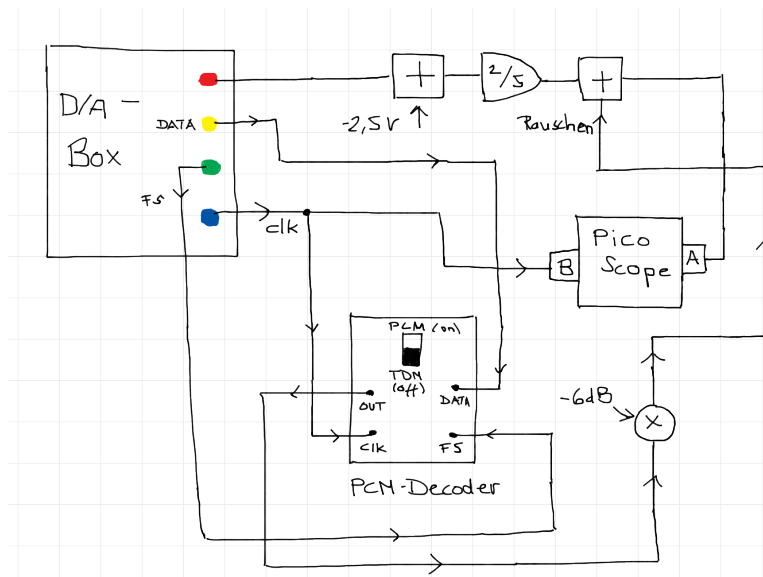 D/A-
Box
DATA
FS
clk
+
-2,5V
2/5
+
Rauschen
Pico
Scope
B
A
PCM (on)
TDM
(off)
OUT
DATA
Clk
FS
PCM-Decoder
-6dB
x